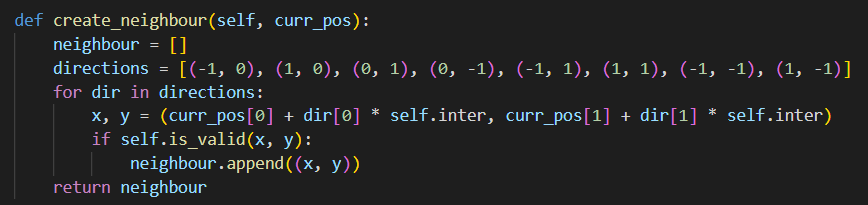 def create_neighbour(self, curr_pos):
    neighbour = []
    directions = [(-1, 0), (1, 0), (0, 1), (0, -1), (-1, 1), (1, 1), (-1, -1), (1, -1)]
    for dir in directions:
        x, y = (curr_pos[0] + dir[0] * self.inter, curr_pos[1] + dir[1] * self.inter)
        if self.is_valid(x, y):
            neighbour.append((x, y))
    return neighbour